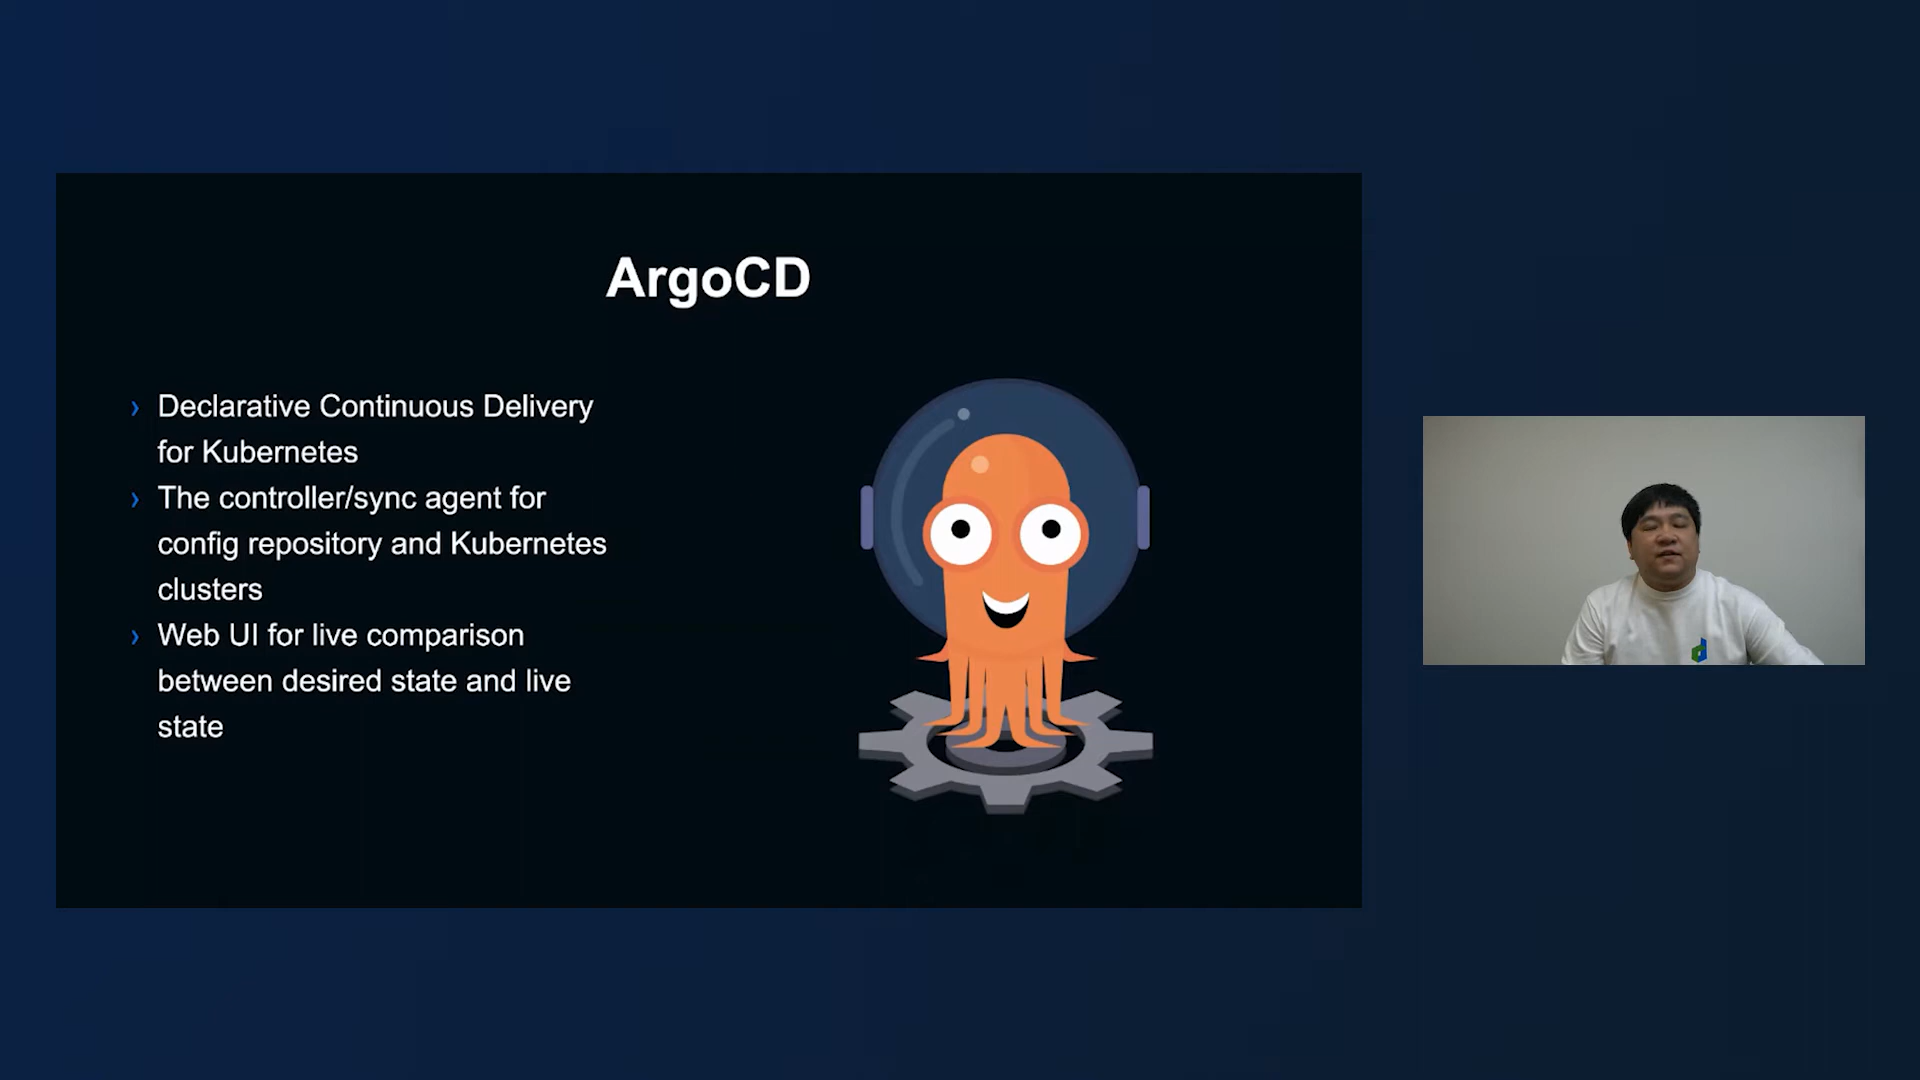 ArgoCD
› Declarative Continuous Delivery
for Kubernetes
› The controller/sync agent for
config repository and Kubernetes
clusters
› Web UI for live comparison
between desired state and live
state